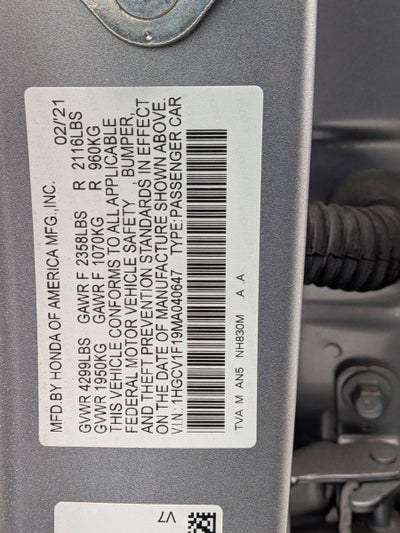 MFD.BY HONDA OF AMERICA MFG.,INC. 02/'21
GVWR 4299LBS GAWR F 2358LBS R 2116LBS
GVWR 1950KG GAWR F 1070KG R 960KG
THIS VEHICLE CONFORMS TO ALL APPLICABLE
FEDERAL MOTOR VEHICLE SAFETY, BUMPER,
AND THEFT PREVENTION STANDARDS IN EFFECT
ON THE DATE OF MANUFACTURE SHOWN ABOVE.
V.I.N.: 1HGCV1F19MA040647 TYPE: PASSENGER CAR
TVA M AN5 NH830M .A .A
V7